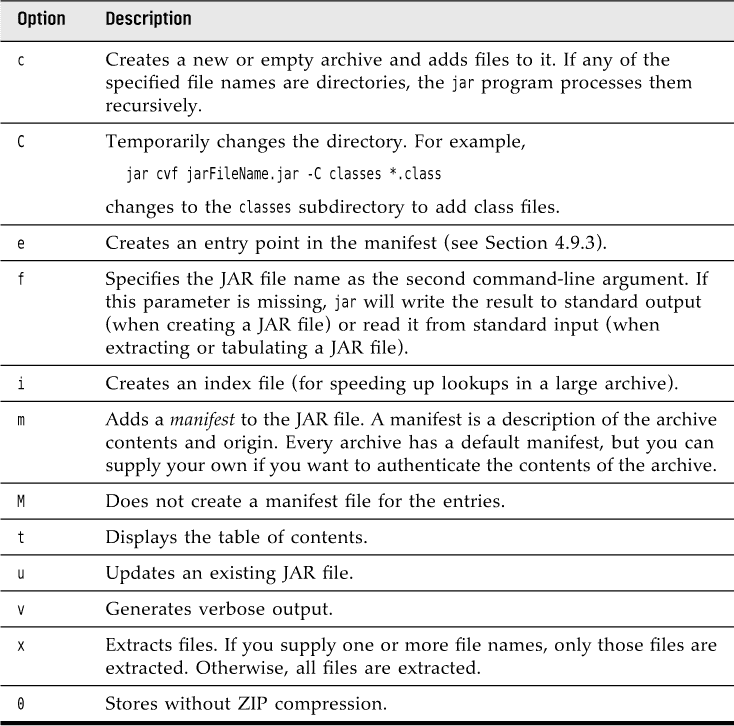 Option Description
c Creates a new or empty archive and adds files to it. If any of the
specified file names are directories, the jar program processes them
recursively.
C Temporarily changes the directory. For example,
jar cvf jarFileName.jar -C classes *.class
changes to the classes subdirectory to add class files.
e Creates an entry point in the manifest (see Section 4.9.3).
f Specifies the JAR file name as the second command-line argument. If
this parameter is missing, jar will write the result to standard output
(when creating a JAR file) or read it from standard input (when
extracting or tabulating a JAR file).
i Creates an index file (for speeding up lookups in a large archive).
m Adds a manifest to the JAR file. A manifest is a description of the archive
contents and origin. Every archive has a default manifest, but you can
supply your own if you want to authenticate the contents of the archive.
M Does not create a manifest file for the entries.
t Displays the table of contents.
u Updates an existing JAR file.
v Generates verbose output.
x Extracts files. If you supply one or more file names, only those files are
extracted. Otherwise, all files are extracted.
0 Stores without ZIP compression.